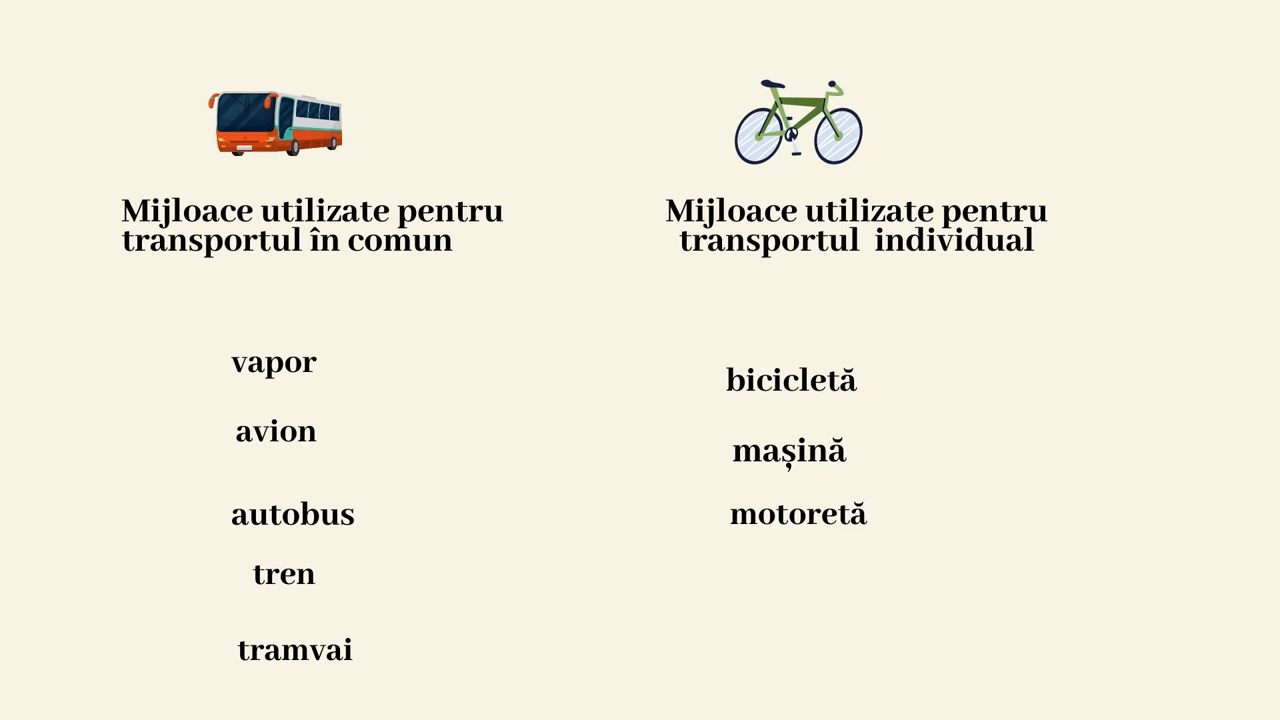 Mijloace utilizate pentru
transportul în comun
vapor
avion
autobus
tren
tramvai
Mijloace utilizate pentru
transportul individual
bicicletă
mașină
motoretă